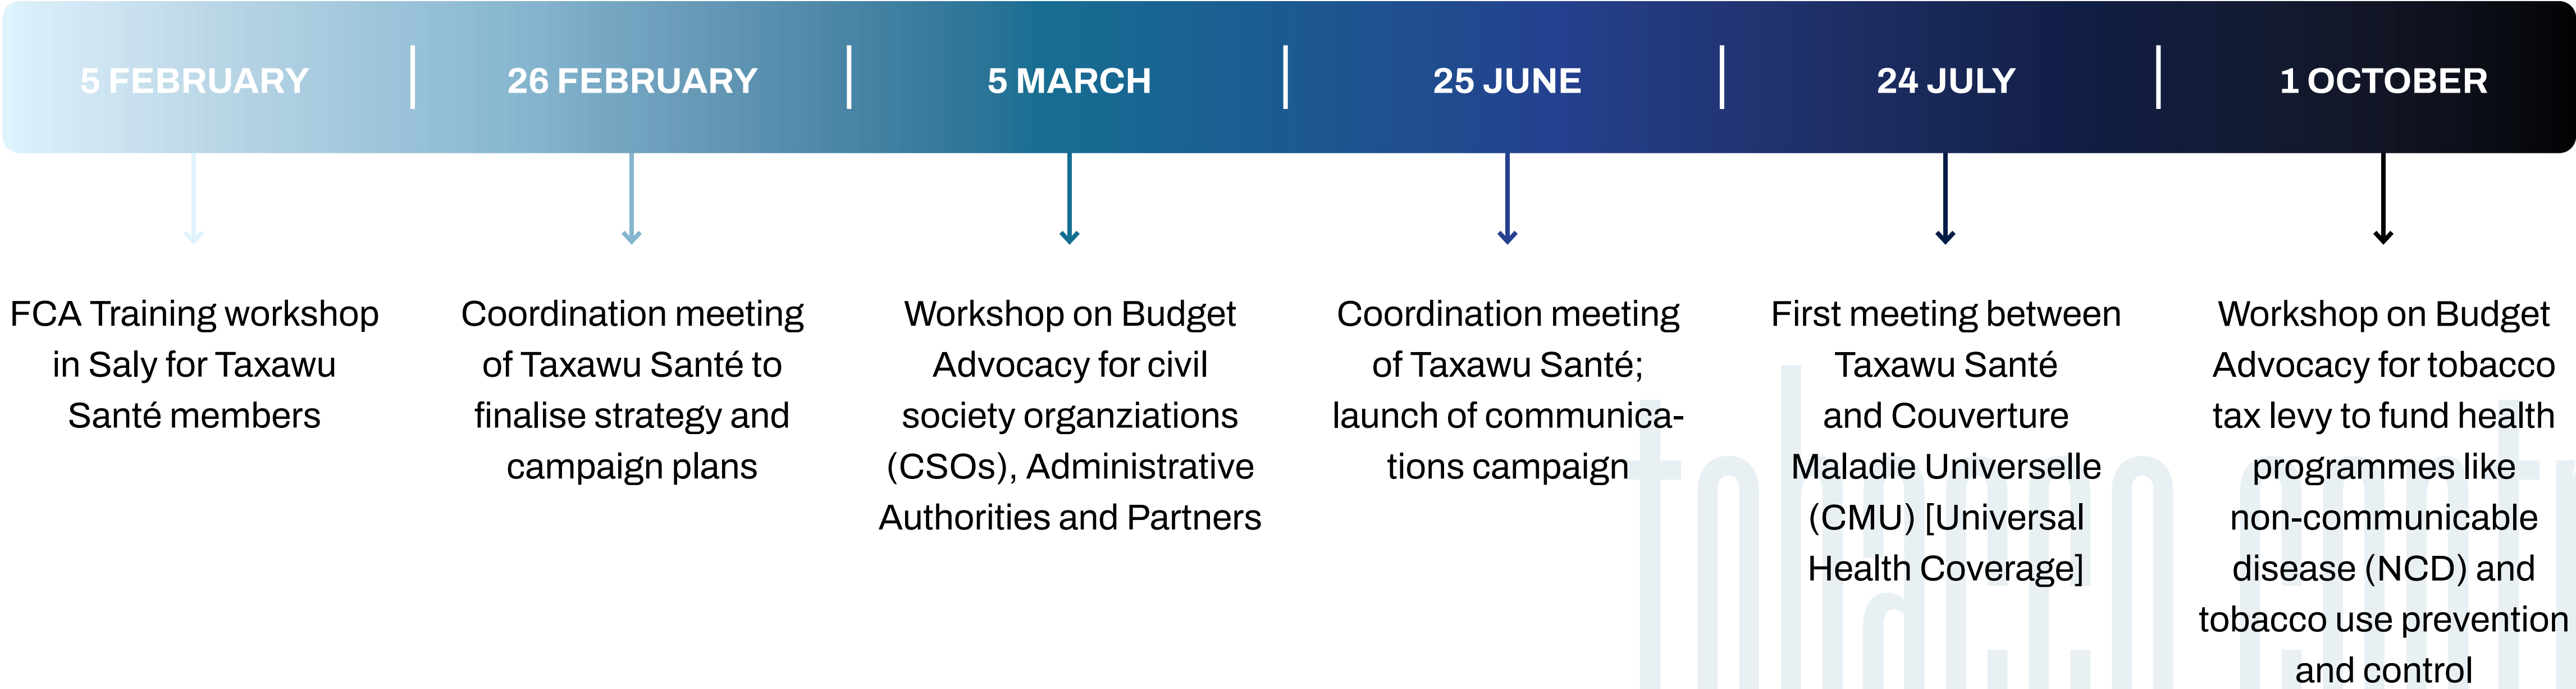 5 FEBRUARY
26 FEBRUARY
5 MARCH
25 JUNE
24 JULY
1 OCTOBER
FCA Training workshop
in Saly for Taxawu
Santé members
Coordination meeting
of Taxawu Santé to
finalise strategy and
campaign plans
Workshop on Budget
Advocacy for civil
society organziations
(CSOs), Administrative
Authorities and Partners
Coordination meeting
of Taxawu Santé;
launch of communica-
tions campaign
First meeting between
Taxawu Santé
and Couverture
Maladie Universelle
(CMU) [Universal
Health Coverage]
Workshop on Budget
Advocacy for tobacco
tax levy to fund health
programmes like
non-communicable
disease (NCD) and
tobacco use prevention
and control
tobacco